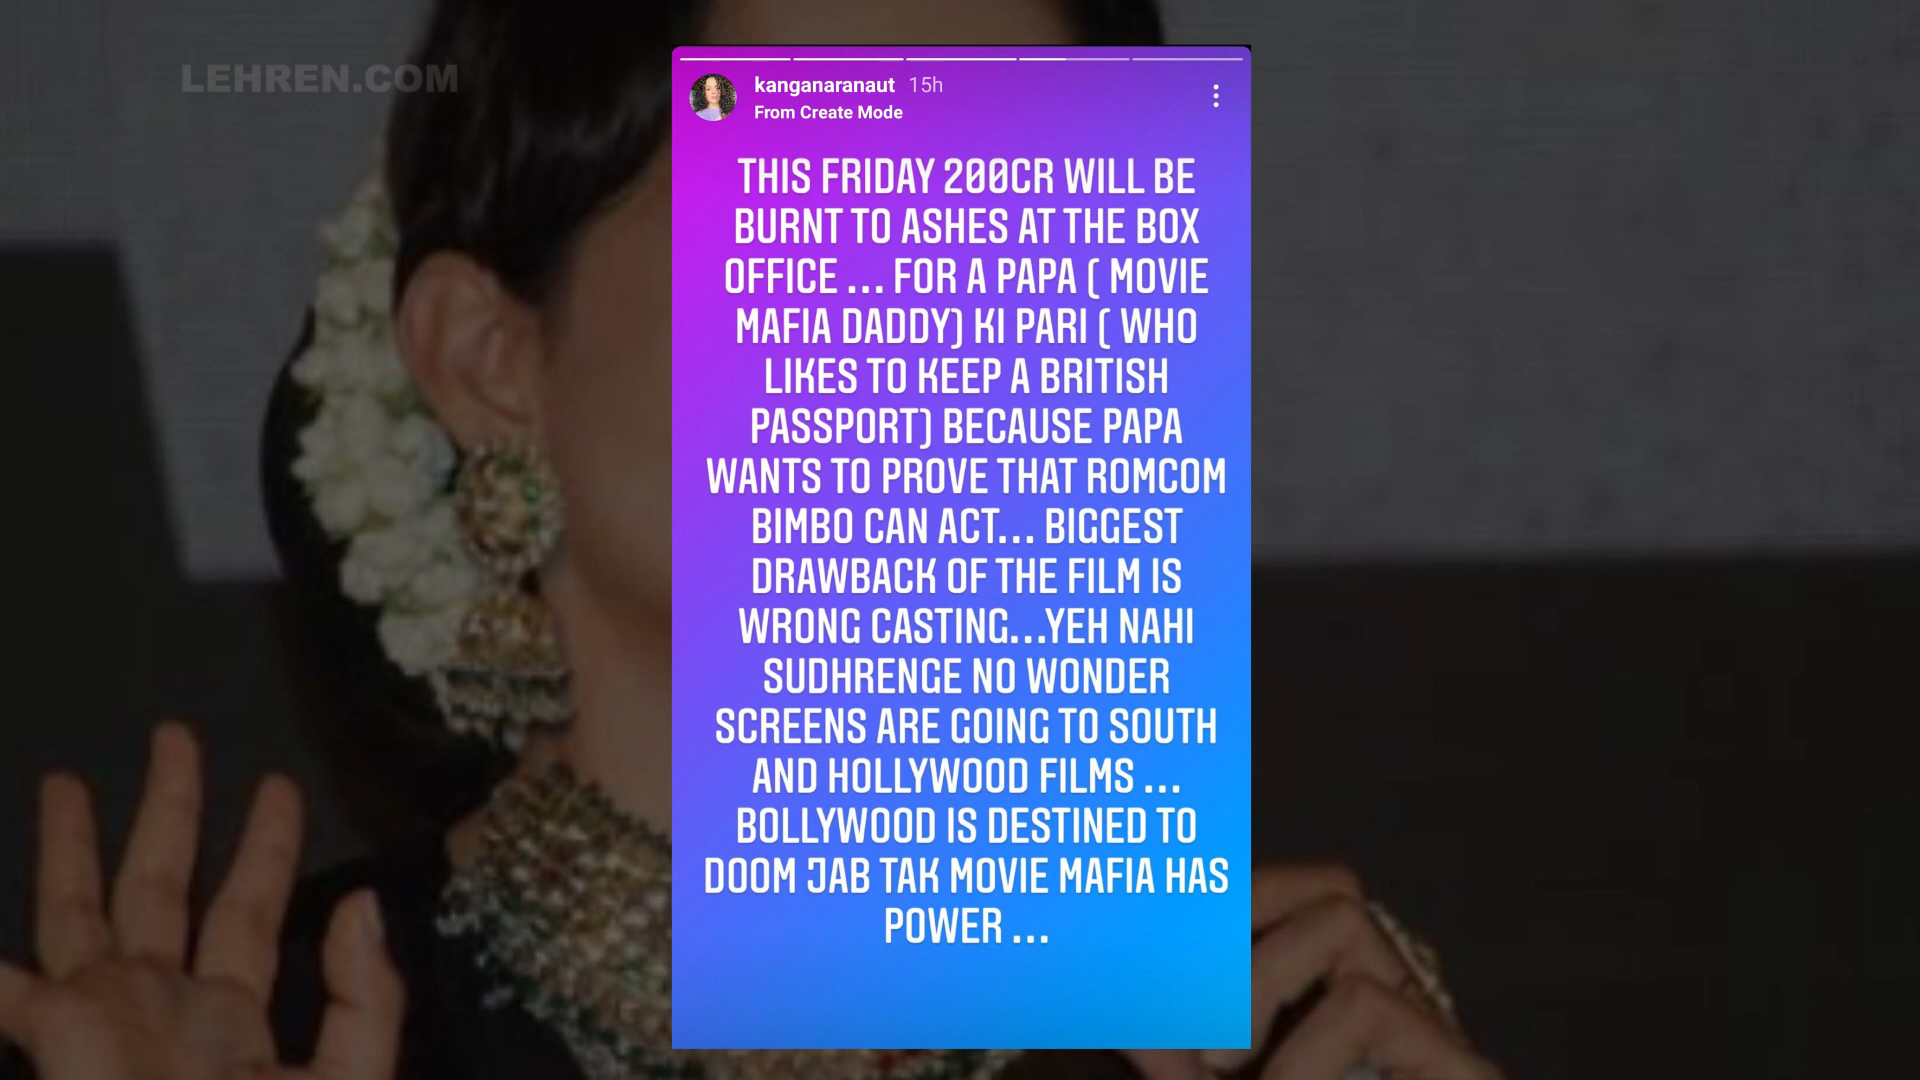 LEHREN.COM
kanganaranaut 15h
From Create Mode
THIS FRIDAY 200CR WILL BE
BURNT TO ASHES AT THE BOX
OFFICE ... FOR A PAPA ( MOVIE
MAFIA DADDY) KI PARI ( WHO
LIKES TO KEEP A BRITISH
PASSPORT) BECAUSE PAPA
WANTS TO PROVE THAT ROMCOM
BIMBO CAN ACT... BIGGEST
DRAWBACK OF THE FILM IS
WRONG CASTING...YEH NAHI
SUDHRENGE NO WONDER
SCREENS ARE GOING TO SOUTH
AND HOLLYWOOD FILMS ...
BOLLYWOOD IS DESTINED TO
DOOM JAB TAK MOVIE MAFIA HAS
POWER ...